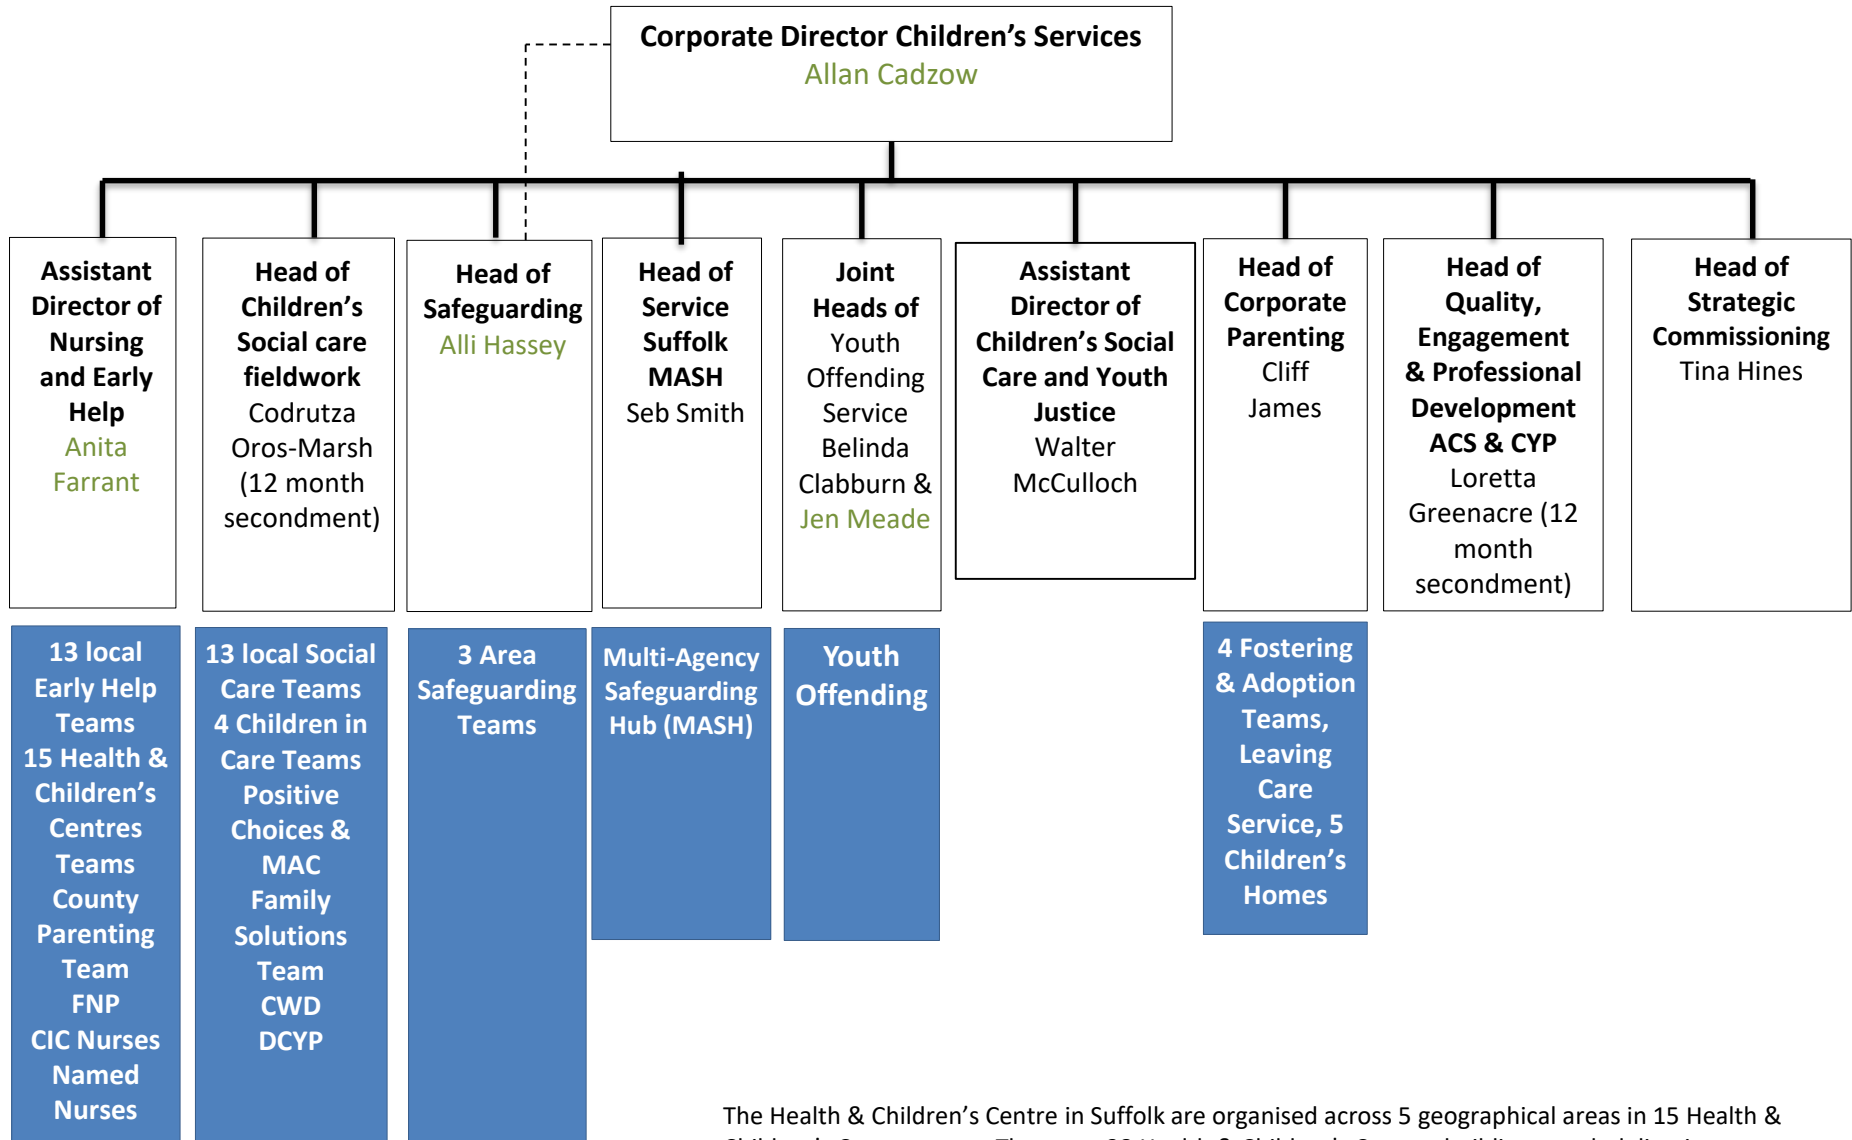 Corporate Director Children’s Services
Allan Cadzow
Assistant
Director of
Nursing
and Early
Help
Anita
Farrant
Head of
Children’s
Social care
fieldwork
Codrutza
Oros-Marsh
(12 month
secondment)
Head of
Safeguarding
Alli Hassey
Head of
Service
Suffolk
MASH
Seb Smith
Joint
Heads of
Youth
Offending
Service
Belinda
Clabburn &
Jen Meade
Assistant
Director of
Children’s Social
Care and Youth
Justice
Walter
McCulloch
Head of
Corporate
Parenting
Cliff
James
Head of
Quality,
Engagement
& Professional
Development
ACS & CYP
Loretta
Greenacre (12
month
secondment)
Head of
Strategic
Commissioning
Tina Hines
13 local
Early Help
Teams
15 Health &
Children’s
Centres
Teams
County
Parenting
Team
FNP
CIC Nurses
Named
Nurses
13 local Social
Care Teams
4 Children in
Care Teams
Positive
Choices &
MAC
Family
Solutions
Team
CWD
DCYP
3 Area
Safeguarding
Teams
Multi-Agency
Safeguarding
Hub (MASH)
Youth
Offending
4 Fostering
& Adoption
Teams,
Leaving
Care
Service, 5
Children’s
Homes
The Health & Children’s Centre in Suffolk are organised across 5 geographical areas in 15 Health &